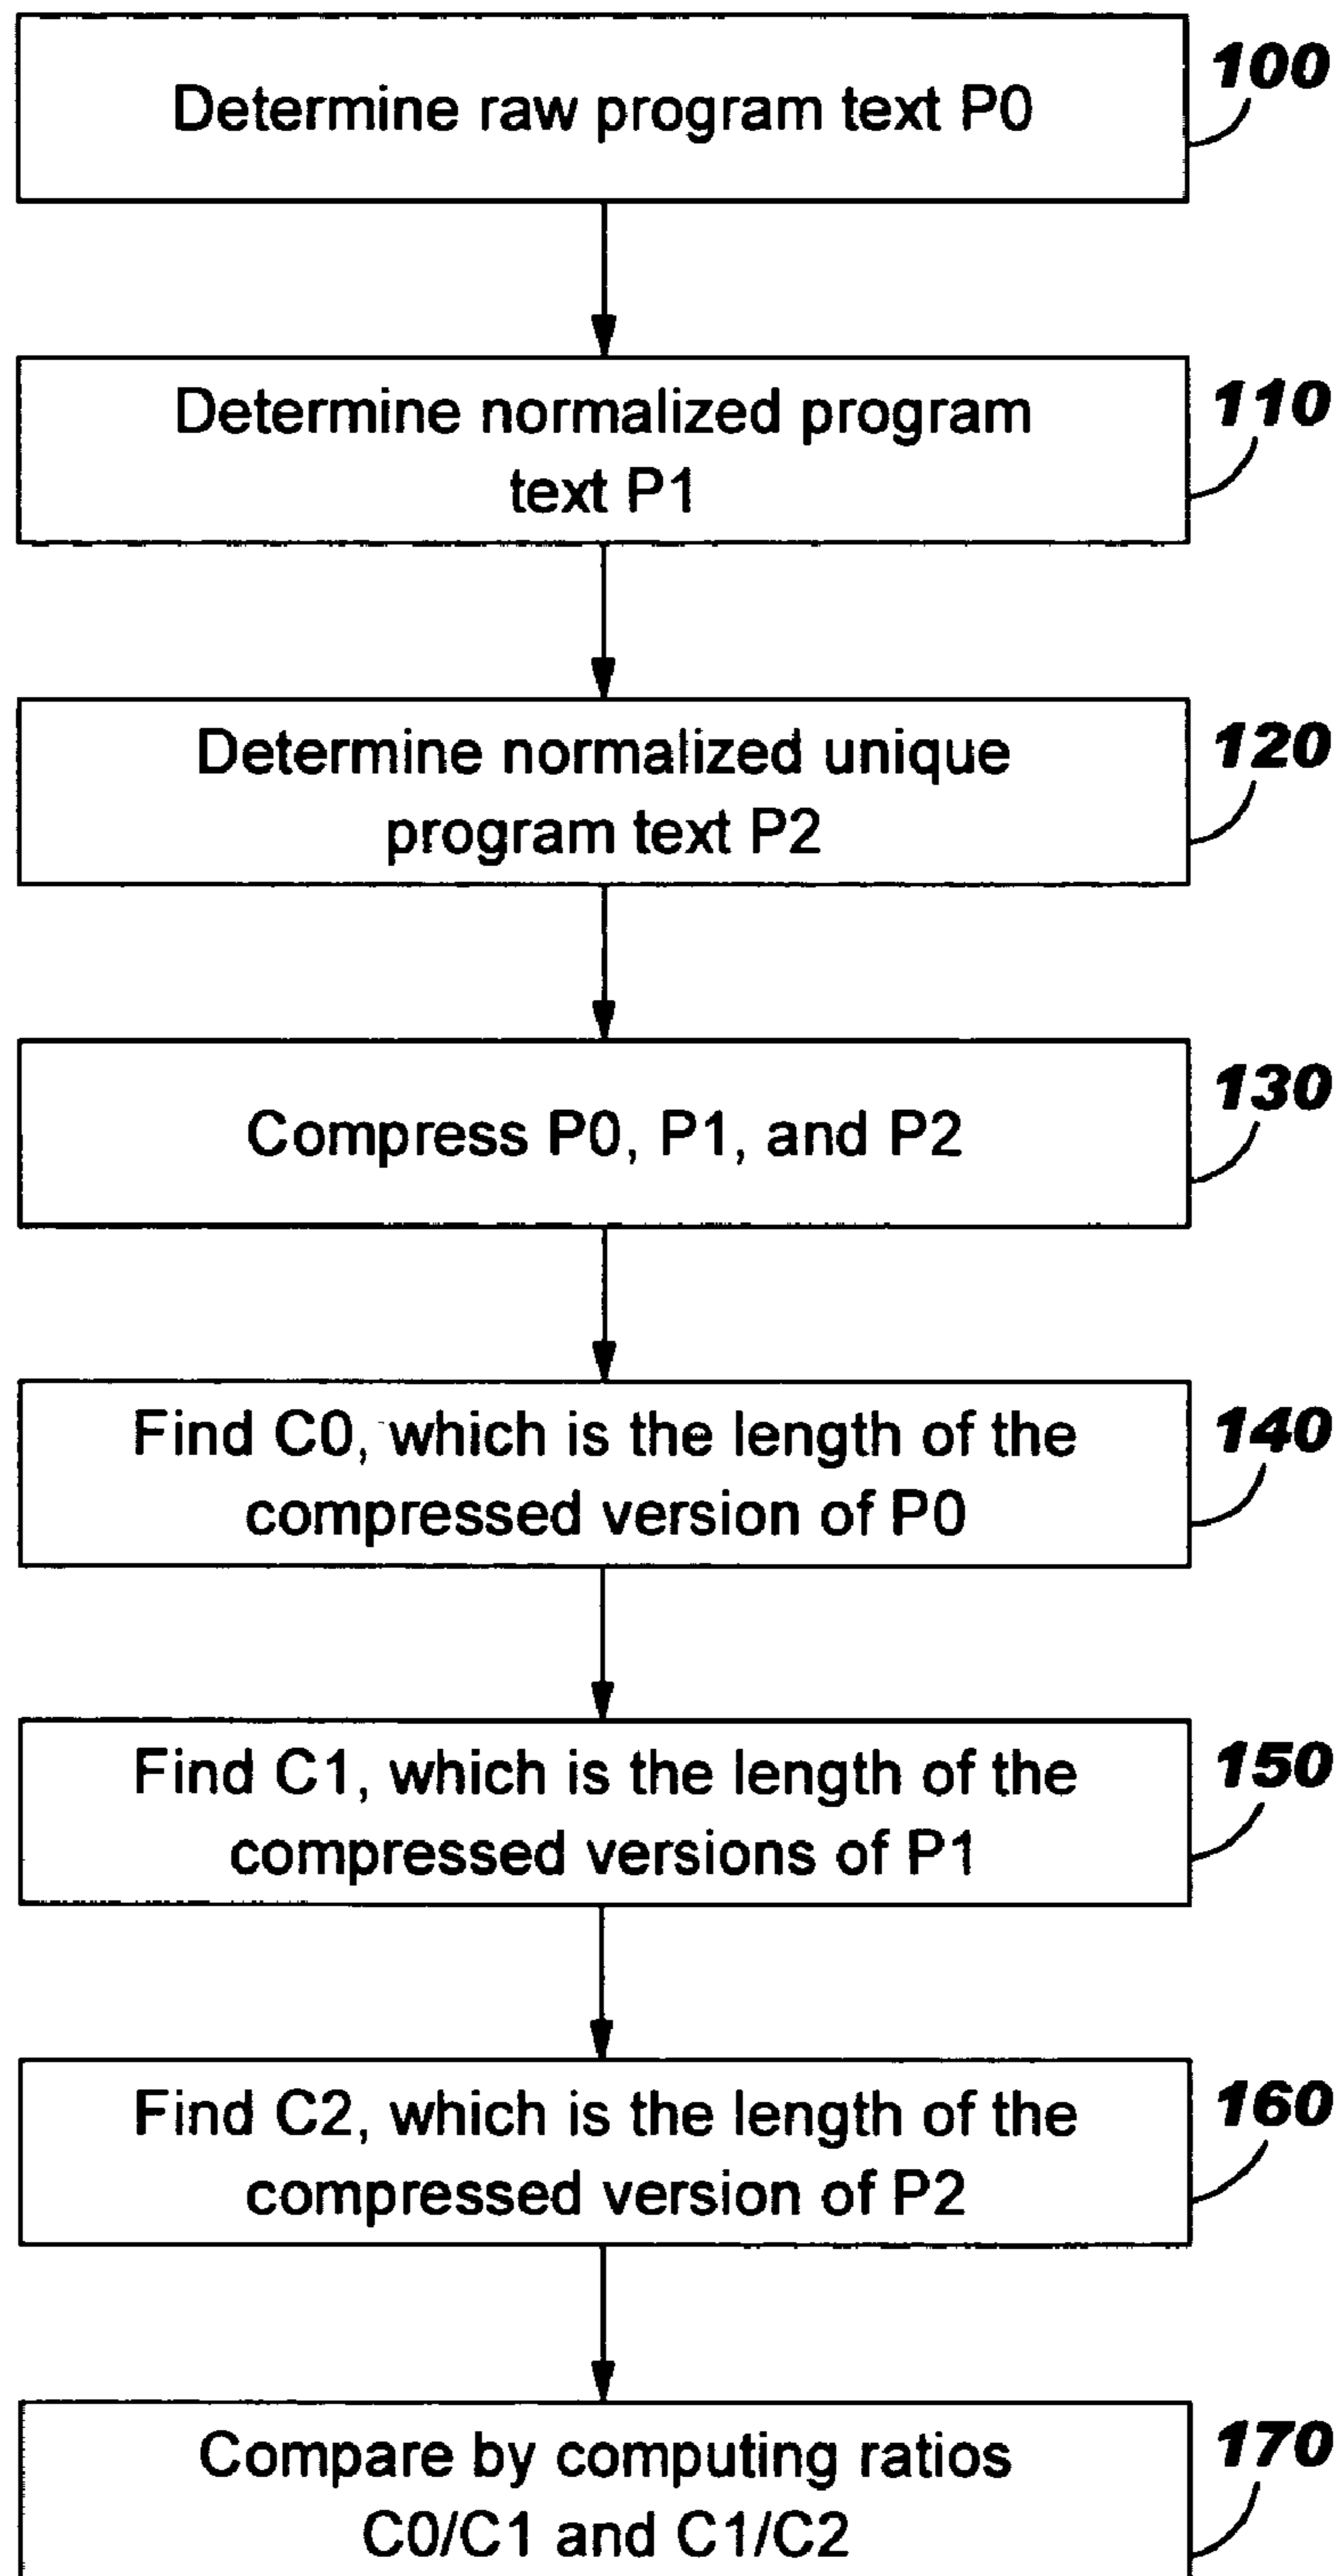 Determine raw program text P0
100
Determine normalized program
text P1
110
Determine normalized unique
program text P2
120
Compress P0, P1, and P2
130
Find C0, which is the length of the
compressed version of P0
140
Find C1, which is the length of the
compressed versions of P1
150
Find C2, which is the length of the
compressed version of P2
160
Compare by computing ratios
C0/C1 and C1/C2
170